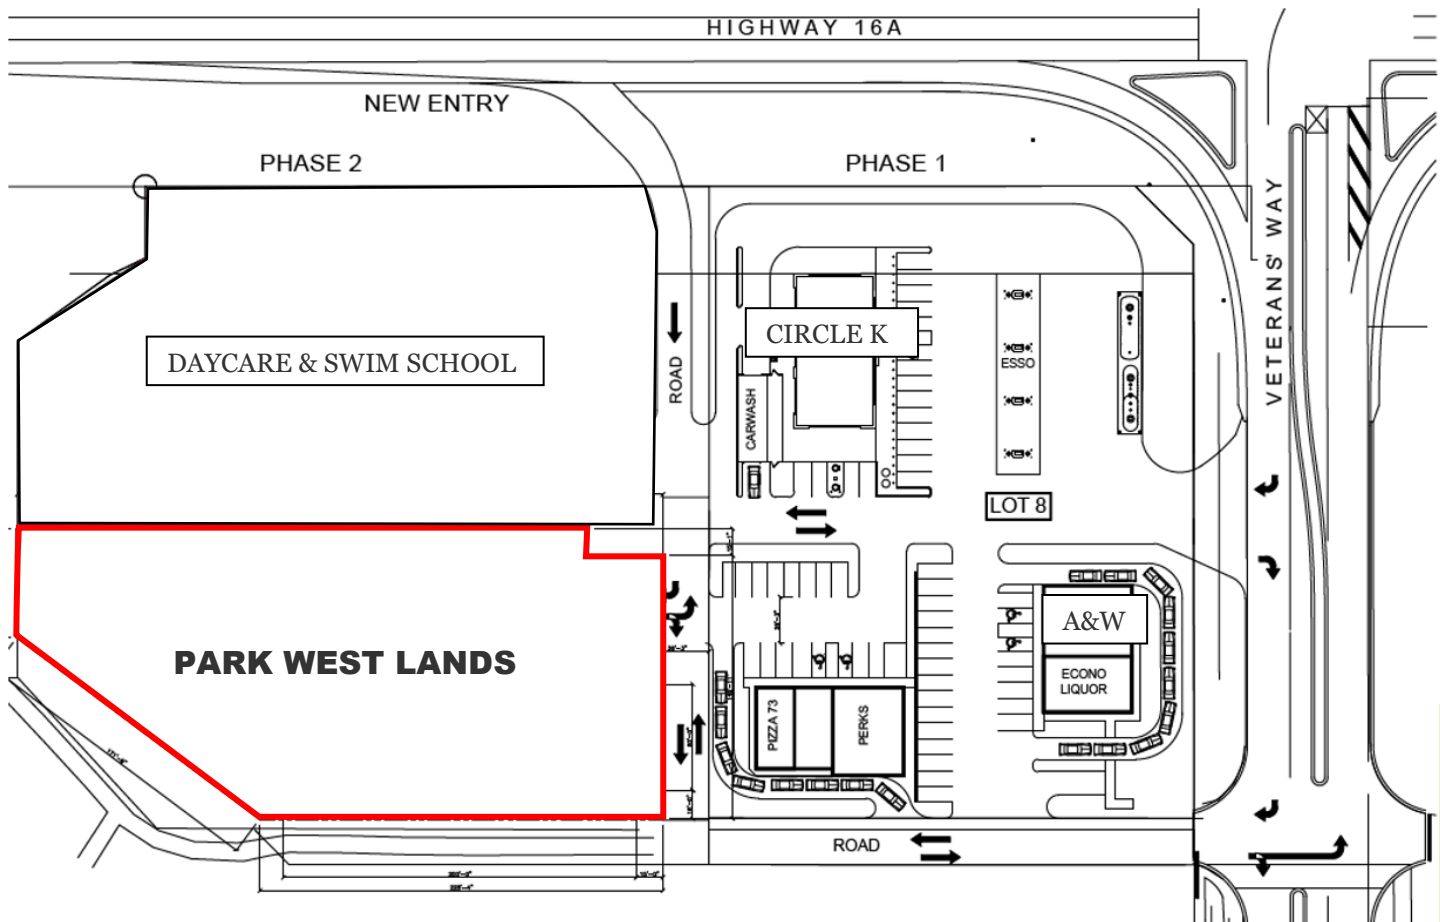 HIGHWAY 16A
NEW ENTRY
PHASE 2
PHASE 1
VETERANS' WAY
DAYCARE & SWIM SCHOOL
ROAD
CIRCLE K
CARWASH
ESSO
LOT 8
A&W
ECONO
LIQUOR
PARK WEST LANDS
PIZZA 73
PERKS
ROAD